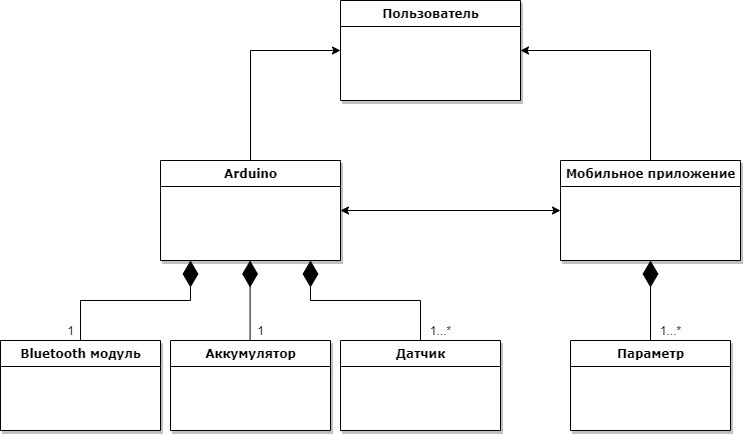 Пользователь
Arduino
Мобильное приложение
1
1
1...*
1...*
Bluetooth модуль
Аккумулятор
Датчик
Параметр